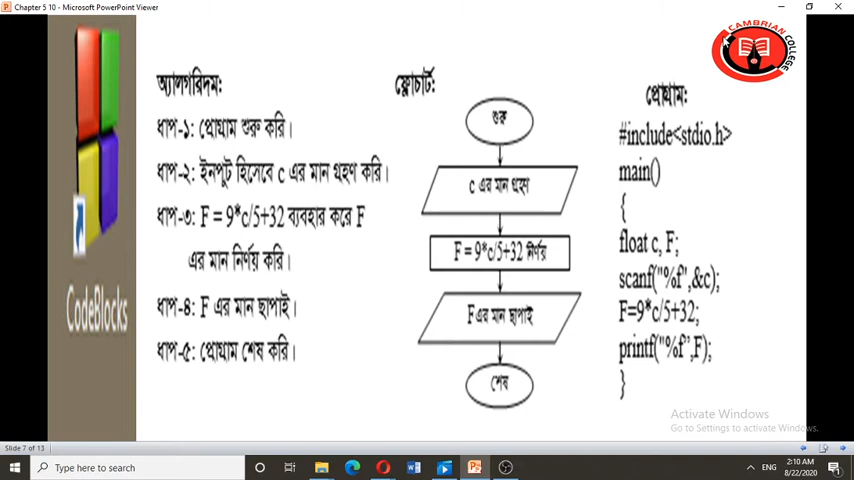 Chapter 5 10 - PowerPoint Viewer
CAMBRIAN
COLLEGE
অ্যালগরিদম:
ধাপ-১: প্রোগ্রাম শুরু করি।
ধাপ-২: ইনপুট হিসেবে c এর মান গ্রহণ করি।
ধাপ-৩: F = 9*c/5+32 ব্যবহার করে F
এর মান নির্ণয় করি।
ধাপ-৪: F এর মান ছাপাই।
ধাপ-৫: প্রোগ্রাম শেষ করি।
CodeBlocks
ফ্লোচার্ট:
শুরু
c এর মান গ্রহণ
F = 9*c/5+32 নির্ণয়
F এর মান ছাপাই
শেষ
প্রোগ্রাম:
#include<stdio.h>
main()
{
float c, F;
scanf("%f",&c);
F=9*c/5+32;
printf("%f",F);
}
Activate Windows
Go to Settings to activate Windows.
Slide 7 of 13
Type here to search
ENG
2:10 AM
8/22/2020